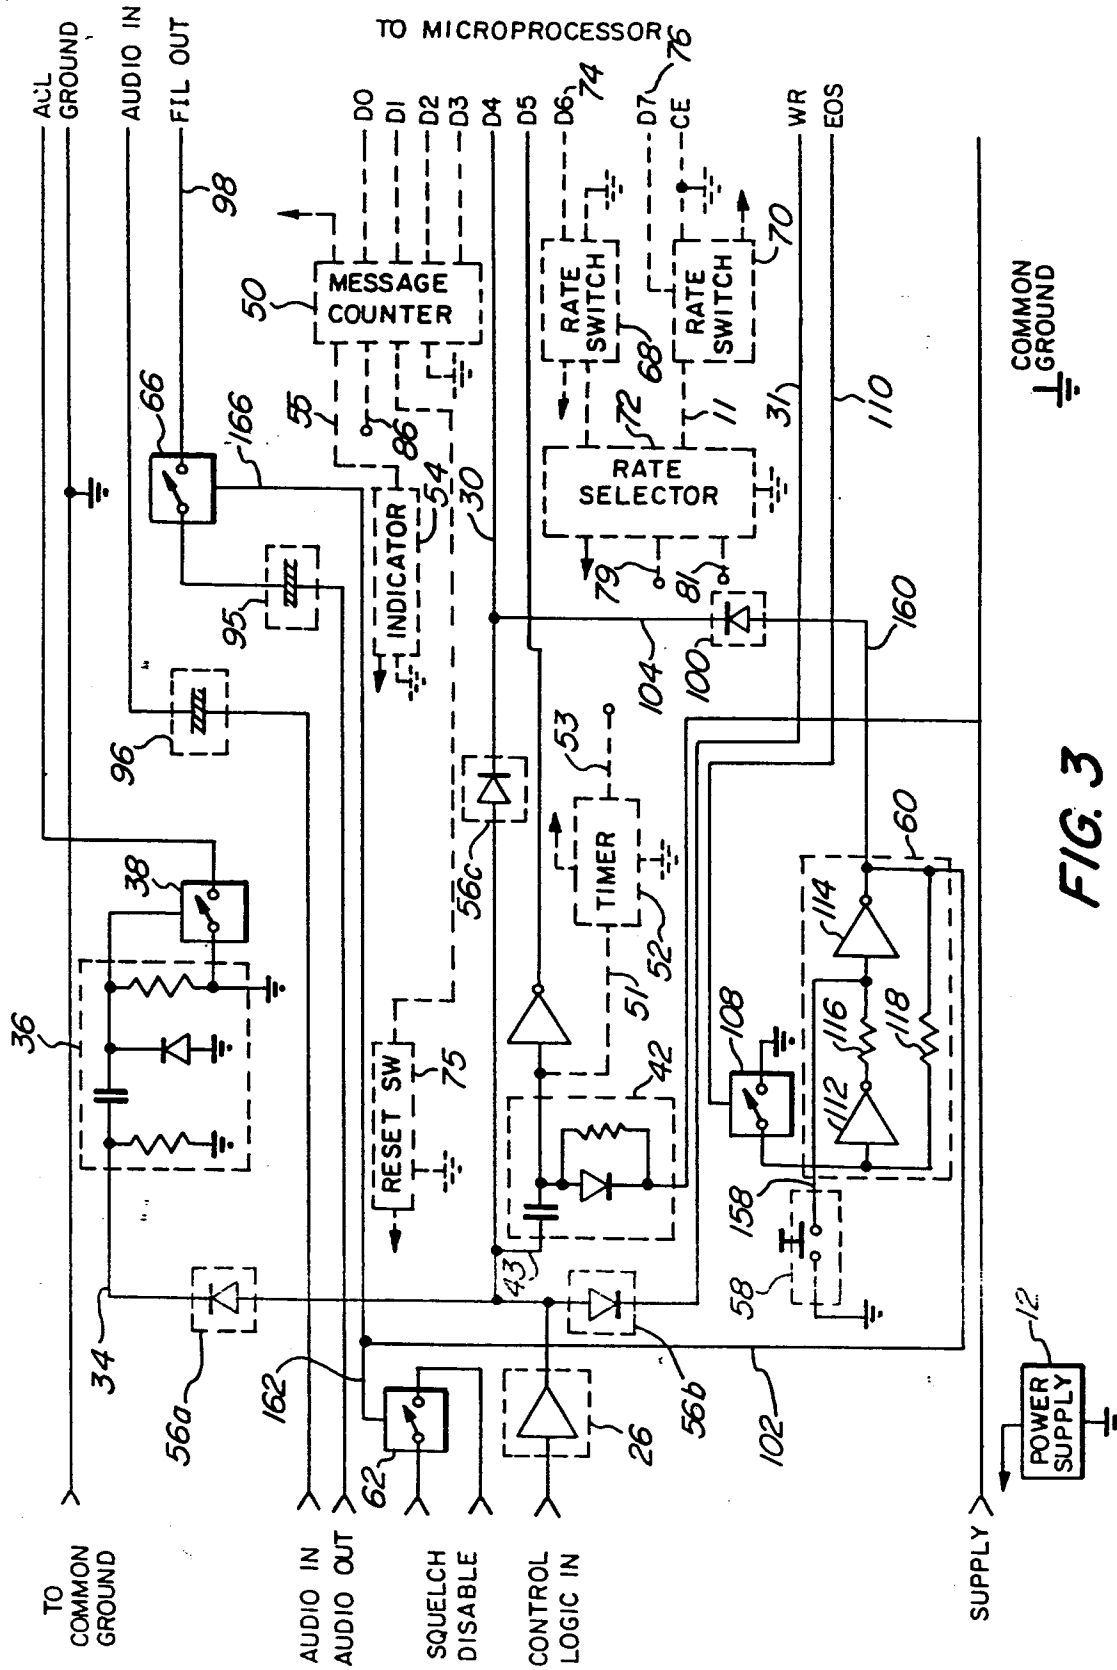 TO MICROPROCESSOR
ACL
GROUND
AUDIO IN
FIL OUT
98
D0
D1
D2
D3
D4
D5
D6
74
D7
76
CE
WR
EOS
66
166
50
MESSAGE
COUNTER
55
86
RATE
SWITCH
68
RATE
SWITCH
70
72
11
31
110
COMMON
GROUND
RATE
SELECTOR
79
81
30
INDICATOR
54
95
96
38
36
56c
TIMER
53
52
51
104
100
160
RESET SW
75
42
43
108
60
114
116
112
118
158
58
34
56a
162
62
26
56b
102
POWER
SUPPLY
12
TO
COMMON
GROUND
AUDIO IN
AUDIO OUT
SQUELCH
DISABLE
CONTROL
LOGIC IN
SUPPLY
FIG. 3